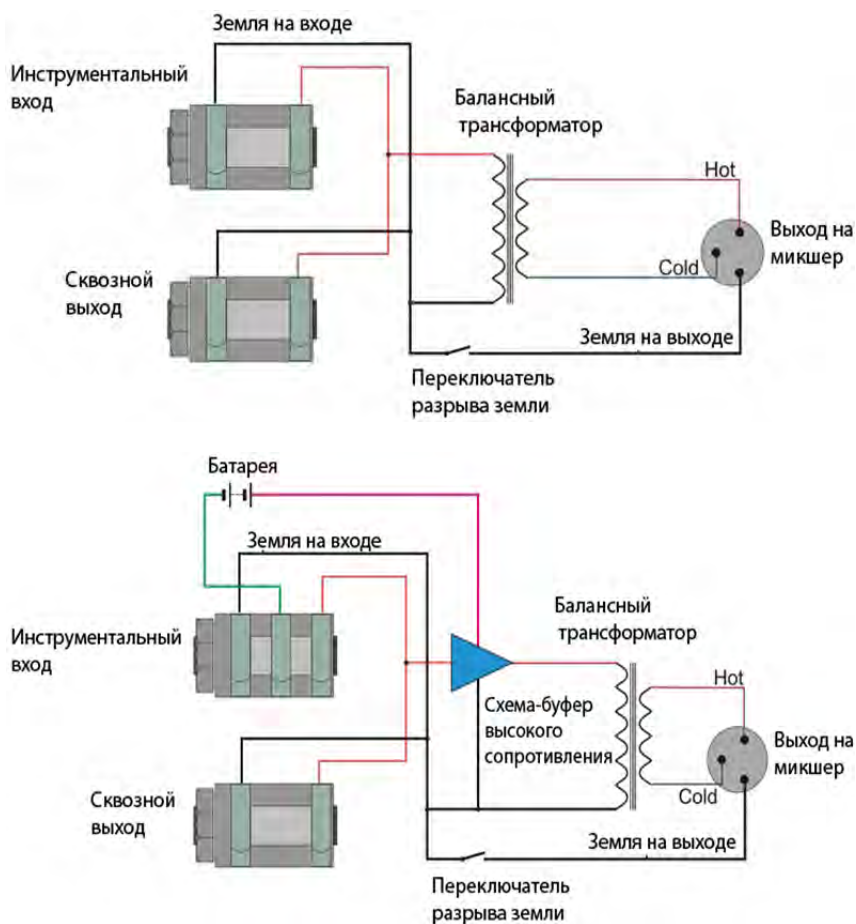 Земля на входе
Инструментальный
вход
Балансный
трансформатор
Hot
Выход на
микшер
Cold
Сквозной
выход
Земля на выходе
Переключатель
разрыва земли
Батарея
Земля на входе
Инструментальный
вход
Балансный
трансформатор
Hot
Схема-буфер
высокого
сопротивления
Выход на
микшер
Cold
Сквозной
выход
Земля на выходе
Переключатель
разрыва земли